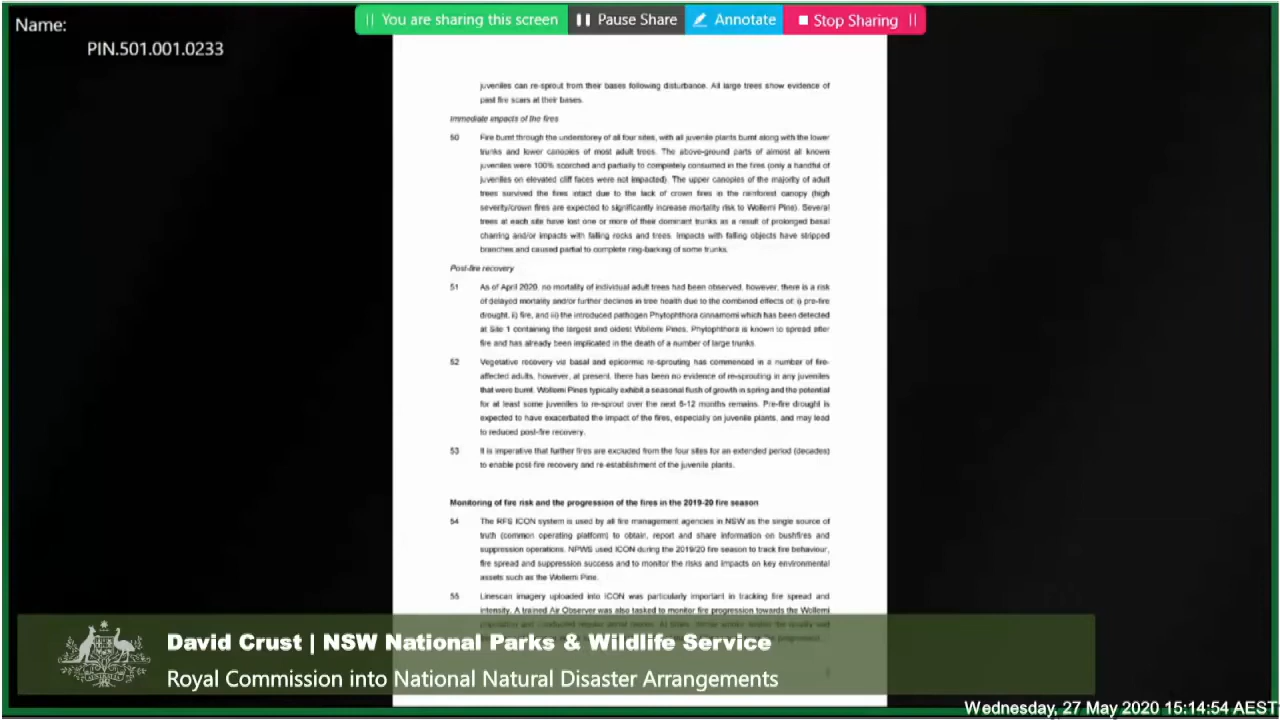 Name:
PIN.501.001.0233
You are sharing this screen
Pause Share
Annotate
Stop Sharing
juveniles can re-sprout from their bases following disturbance. All large trees show evidence of
past fire scars at their bases.
Immediate impacts of the fires
50 Fire burnt through the understorey of all four sites, with all juvenile plants burnt along with the lower
trunks and lower canopies of most adult trees. The above-ground parts of almost all known
juveniles were 100% scorched and partially to completely consumed in the fires (only a handful of
juveniles on elevated cliff faces were not impacted). The upper canopies of the majority of adult
trees survived the fires intact due to the lack of crown fires in the rainforest canopy (high
severity/crown fires are expected to significantly increase mortality risk to Wollemi Pine). Several
trees at each site have lost one or more of their dominant trunks as a result of prolonged basal
charring and/or impacts with falling rocks and trees. Impacts with falling objects have stripped
branches and caused partial to complete ring-barking of some trunks.
Post-fire recovery
51 As of April 2020, no mortality of individual adult trees had been observed, however, there is a risk
of delayed mortality and/or further declines in tree health due to the combined effects of: i) pre-fire
drought, ii) fire, and iii) the introduced pathogen Phytophthora cinnamomi which has been detected
at Site 1 containing the largest and oldest Wollemi Pines. Phytophthora is known to spread after
fire and has already been implicated in the death of a number of large trunks.
52 Vegetative recovery via basal and epicormic re-sprouting has commenced in a number of fire-
affected adults, however, at present, there has been no evidence of re-sprouting in any juveniles
that were burnt. Wollemi Pines typically exhibit a seasonal flush of growth in spring and the potential
for at least some juveniles to re-sprout over the next 6-12 months remains. Pre-fire drought is
expected to have exacerbated the impact of the fires, especially on juvenile plants, and may lead
to reduced post-fire recovery.
53 It is imperative that further fires are excluded from the four sites for an extended period (decades)
to enable post fire recovery and re-establishment of the juvenile plants.
Monitoring of fire risk and the progression of the fires in the 2019-20 fire season
54 The RFS ICON system is used by all fire management agencies in NSW as the single source of
truth (common operating platform) to obtain, report and share information on bushfires and
suppression operations. NPWS used ICON during the 2019/20 fire season to track fire behaviour,
fire spread and suppression success and to monitor the risks and impacts on key environmental
assets such as the Wollemi Pine.
55 Linescan imagery uploaded into ICON was particularly important in tracking fire spread and
intensity. A trained Air Observer was also tasked to monitor fire progression towards the Wollemi
David Crust | NSW National Parks & Wildlife Service
Royal Commission into National Natural Disaster Arrangements
Wednesday, 27 May 2020 15:14:54 AEST